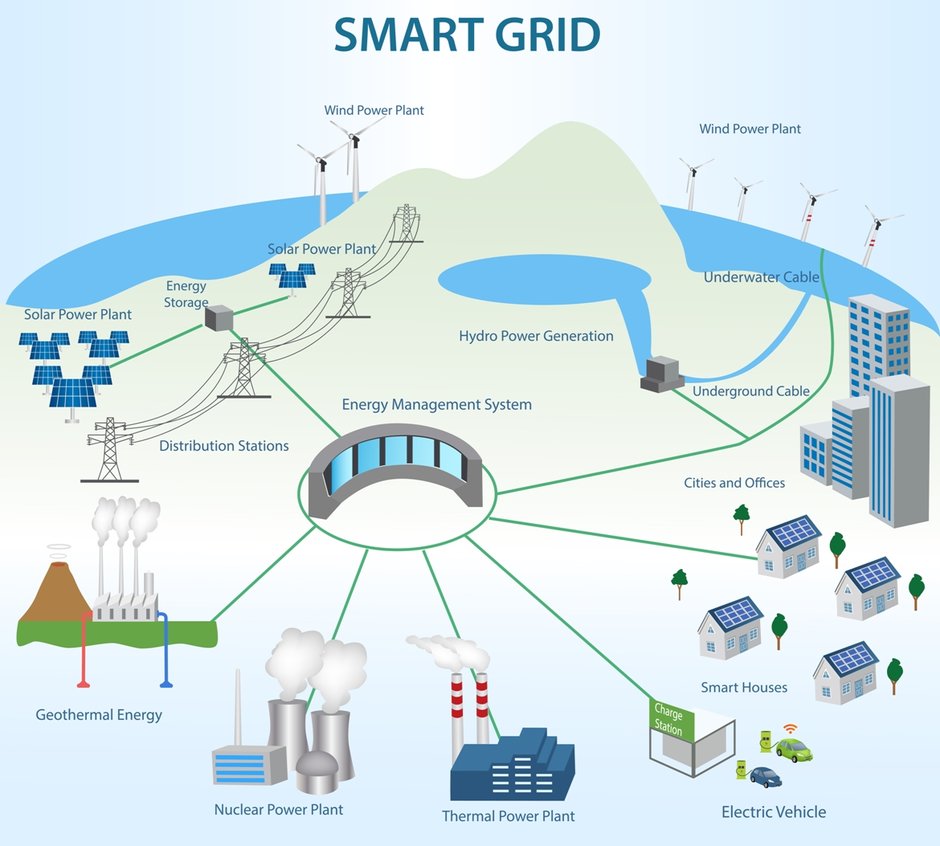 SMART GRID
Wind Power Plant
Wind Power Plant
Solar Power Plant
Underwater Cable
Energy
Storage
Solar Power Plant
Hydro Power Generation
Underground Cable
Energy Management System
Distribution Stations
Cities and Offices
Smart Houses
Geothermal Energy
Charge
Station
Nuclear Power Plant
Thermal Power Plant
Electric Vehicle